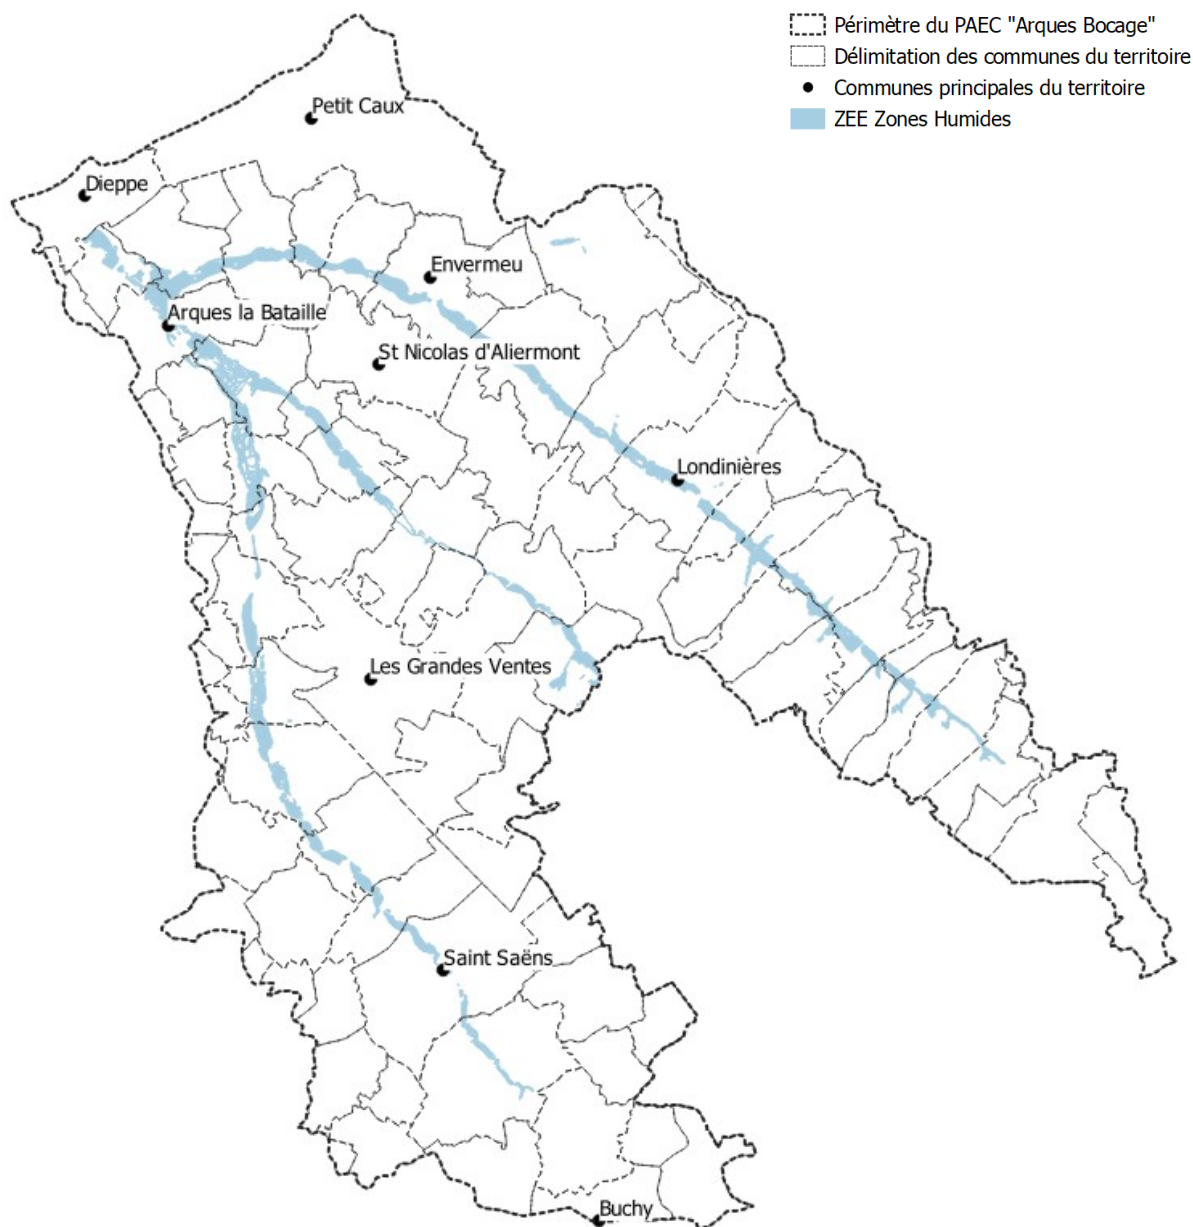 Périmètre du PAEC "Arques Bocage"
Délimitation des communes du territoire
Communes principales du territoire
ZEE Zones Humides
Petit Caux
Dieppe
Envermeu
Arques la Bataille
St Nicolas d'Aliermont
Londinières
Les Grandes Ventes
Saint Saëns
Buchy